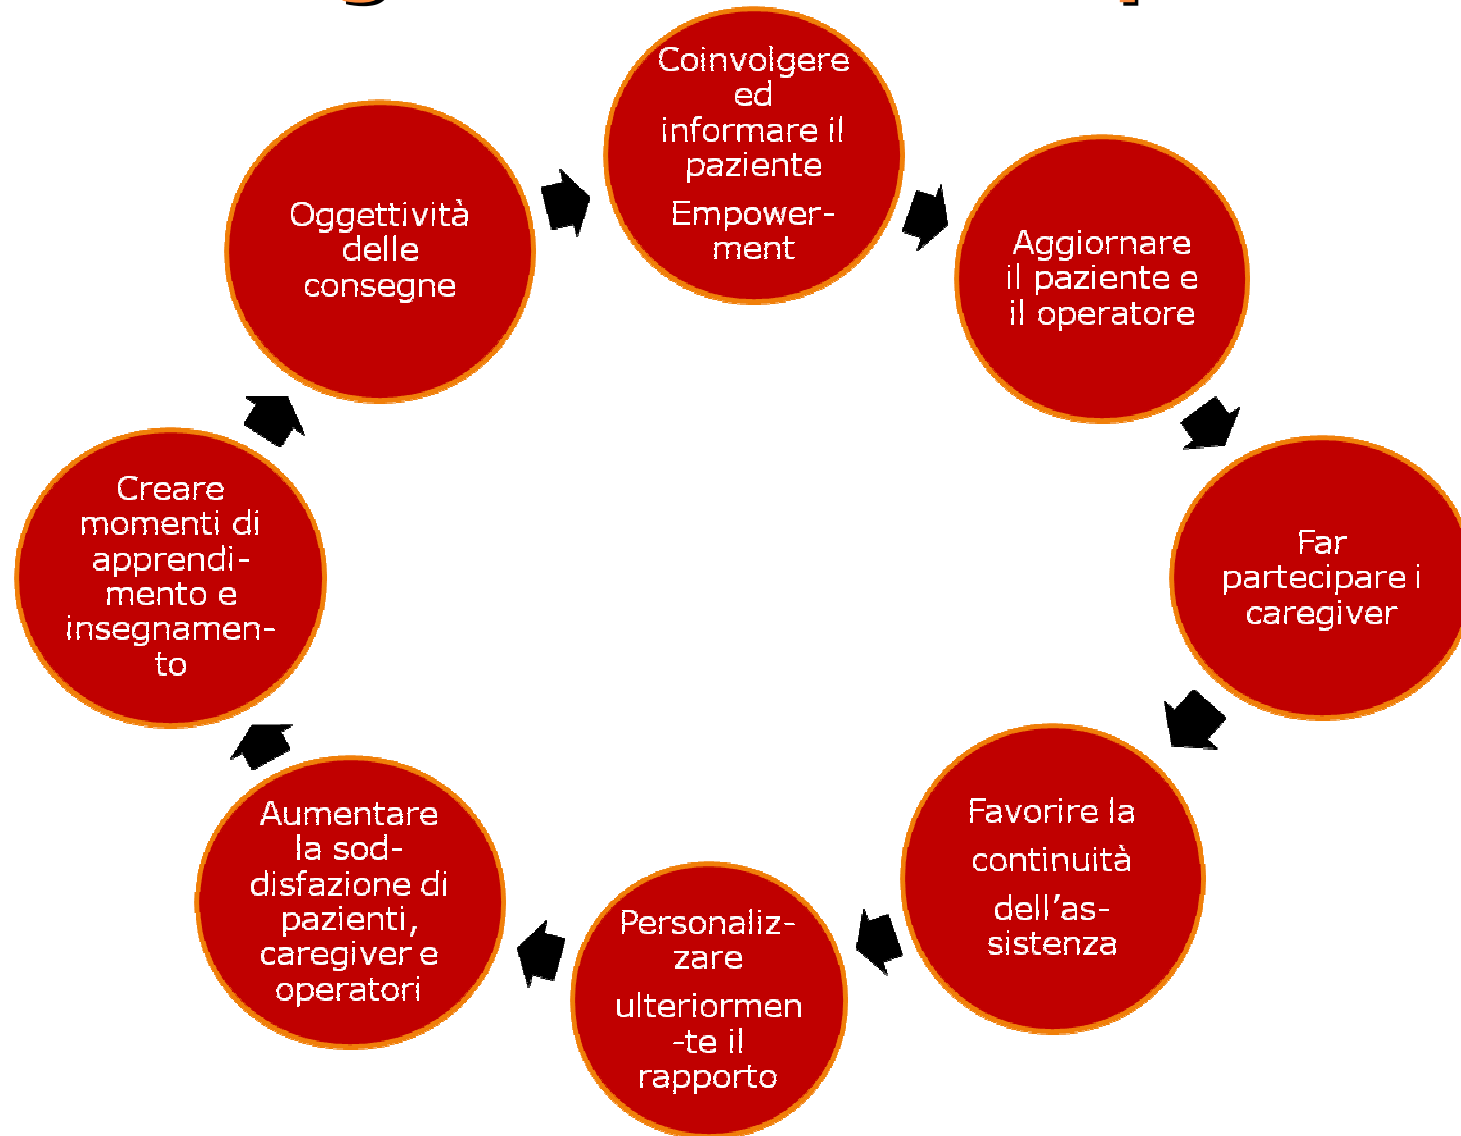 Coinvolgere
ed
informare il
paziente
Empower-
ment
Aggiornare
il paziente e
il operatore
Far
partecipare i
caregiver
Favorire la
continuità
dell’as-
sistenza
Personaliz-
zare
ulteriormen
-te il
rapporto
Aumentare
la sod-
disfazione di
pazienti,
caregiver e
operatori
Creare
momenti di
apprendi-
mento e
insegnamen-
to
Oggettività
delle
consegne